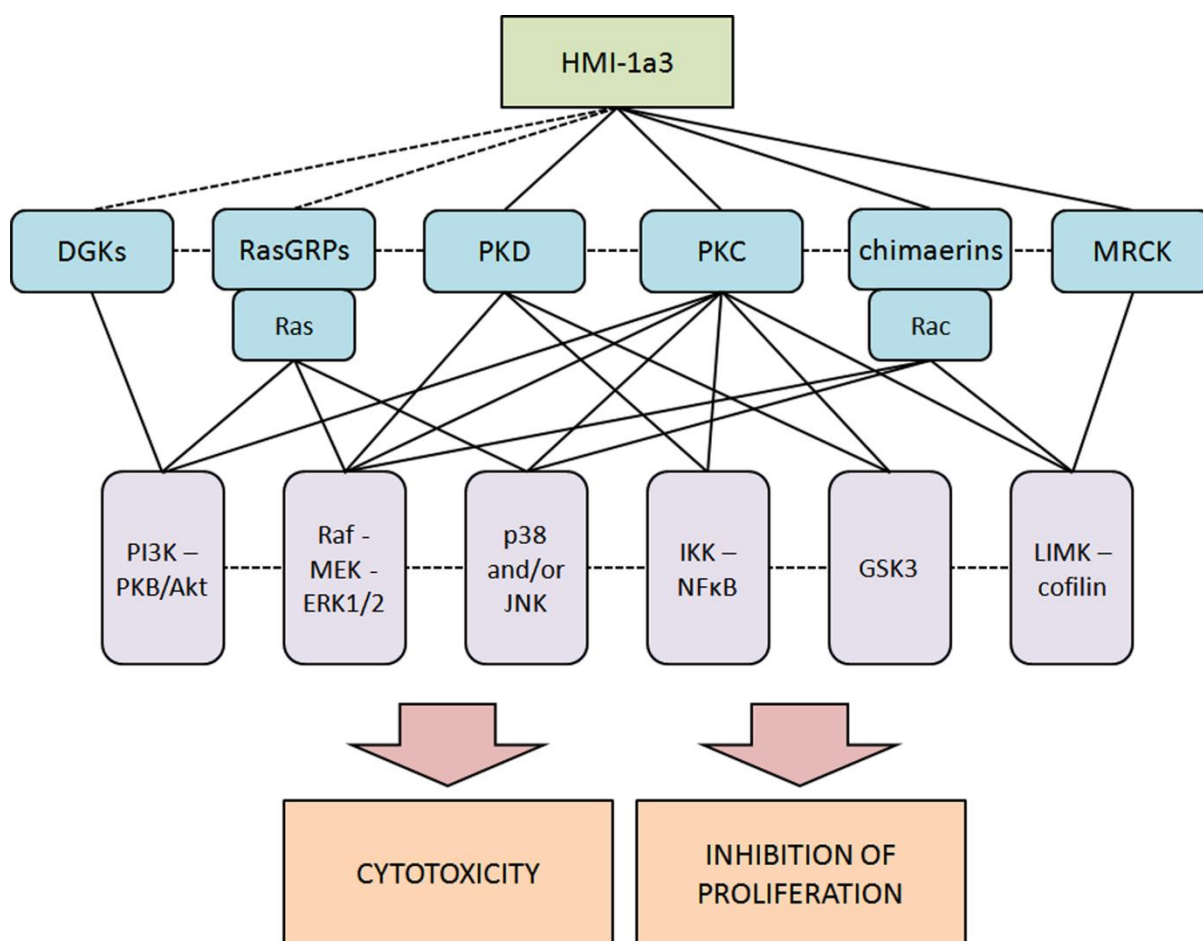 HMI-1a3
DGKs
RasGRPs
PKD
PKC
chimaerins
MRCK
Ras
Rac
PI3K –
PKB/Akt
Raf -
MEK -
ERK1/2
p38
and/or
JNK
IKK –
NFκB
GSK3
LIMK –
cofilin
CYTOTOXICITY
INHIBITION OF
PROLIFERATION